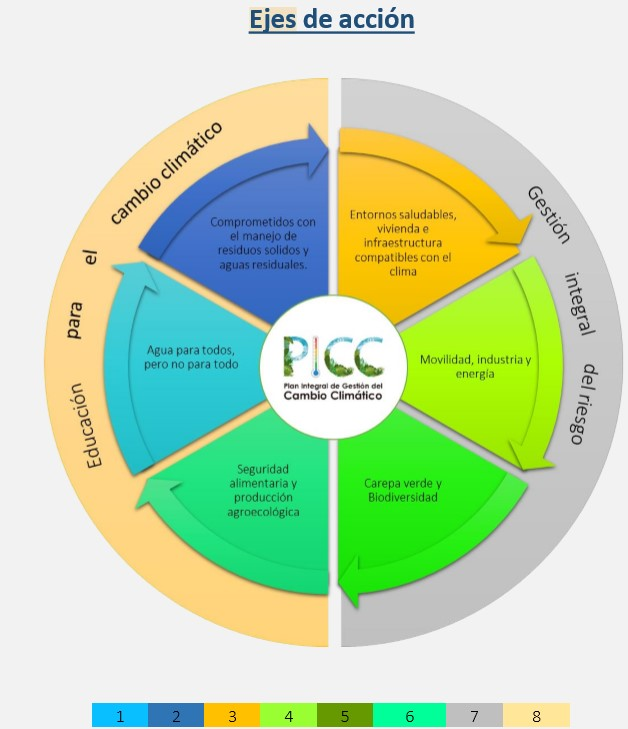 Ejes de acción
Educación para el cambio climático
Gestión integral del riesgo
Comprometidos con
el manejo de
residuos solidos y
aguas residuales.
Entornos saludables,
vivienda e
infraestructura
compatibles con el
clima
Agua para todos,
pero no para todo
PICC
Plan Integral de Gestión del
Cambio Climático
Movilidad, industria y
energía
Seguridad
alimentaria y
producción
agroecológica
Carepa verde y
Biodiversidad
1 2 3 4 5 6 7 8